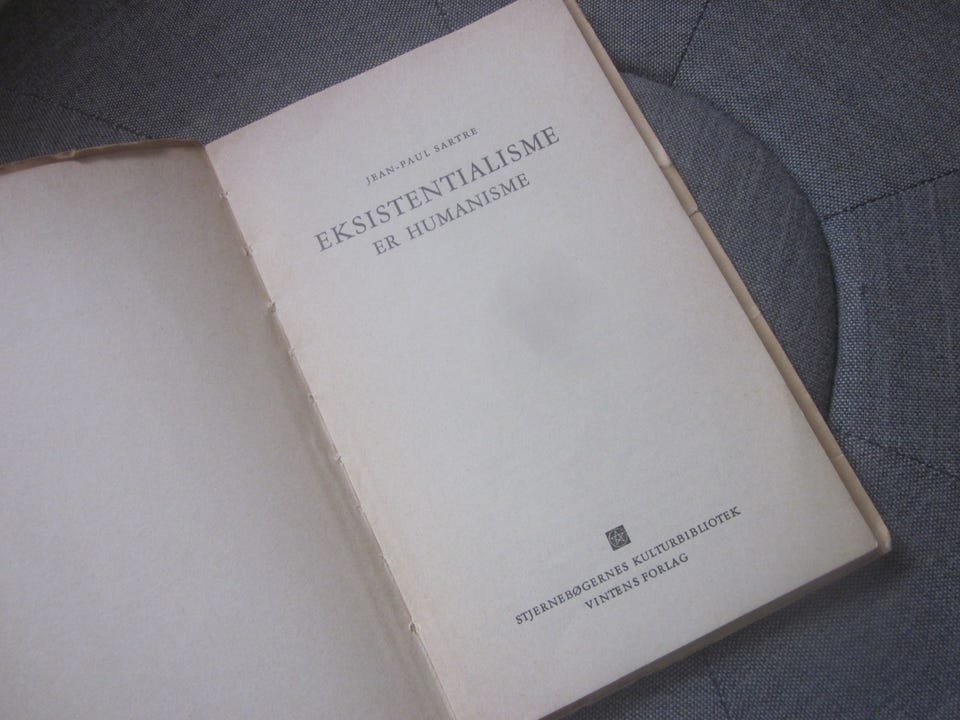 JEAN-PAUL SARTRE
EKSISTENTIALISME
ER HUMANISME
STJERNEBØGERNES KULTURBIBLIOTEK
VINTENS FORLAG